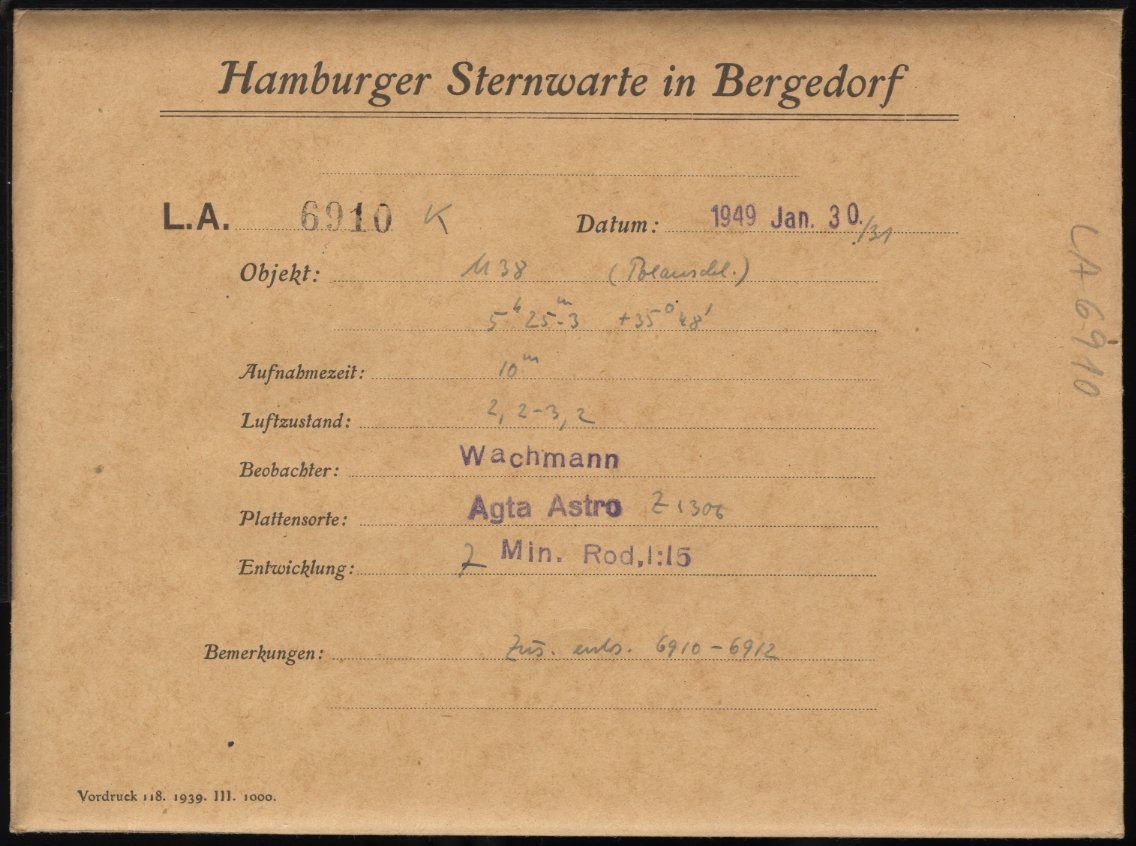 Hamburger Sternwarte in Bergedorf
L.A. 6910 K Datum: 1949 Jan. 30./31
Objekt: M38
5h 25m.3 +35° 48'
Aufnahmezeit: 10m
Luftzustand: 2, 2-3, 2
Beobachter: Wachmann
Plattensorte: Agfa Astro Z 1306
Entwicklung: 7 Min. Rod. 1:15
Bemerkungen: 6910-6912
Vordruck 118. 1939. III. 1000.
LA 6910